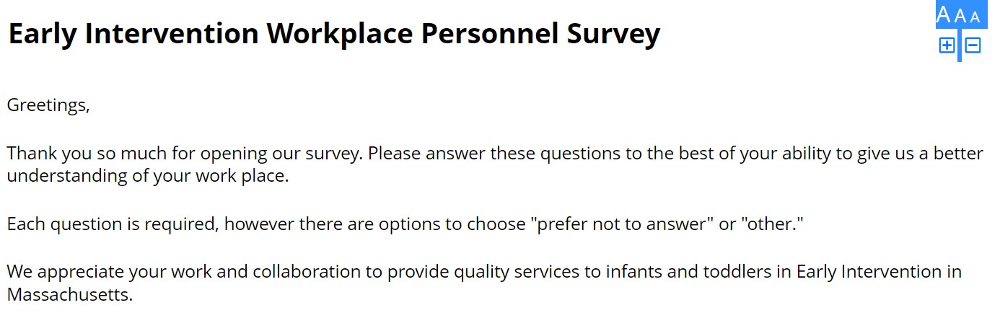 Early Intervention Workplace Personnel Survey
A A A
Greetings,
Thank you so much for opening our survey. Please answer these questions to the best of your ability to give us a better
understanding of your work place.
Each question is required, however there are options to choose "prefer not to answer" or "other."
We appreciate your work and collaboration to provide quality services to infants and toddlers in Early Intervention in
Massachusetts.